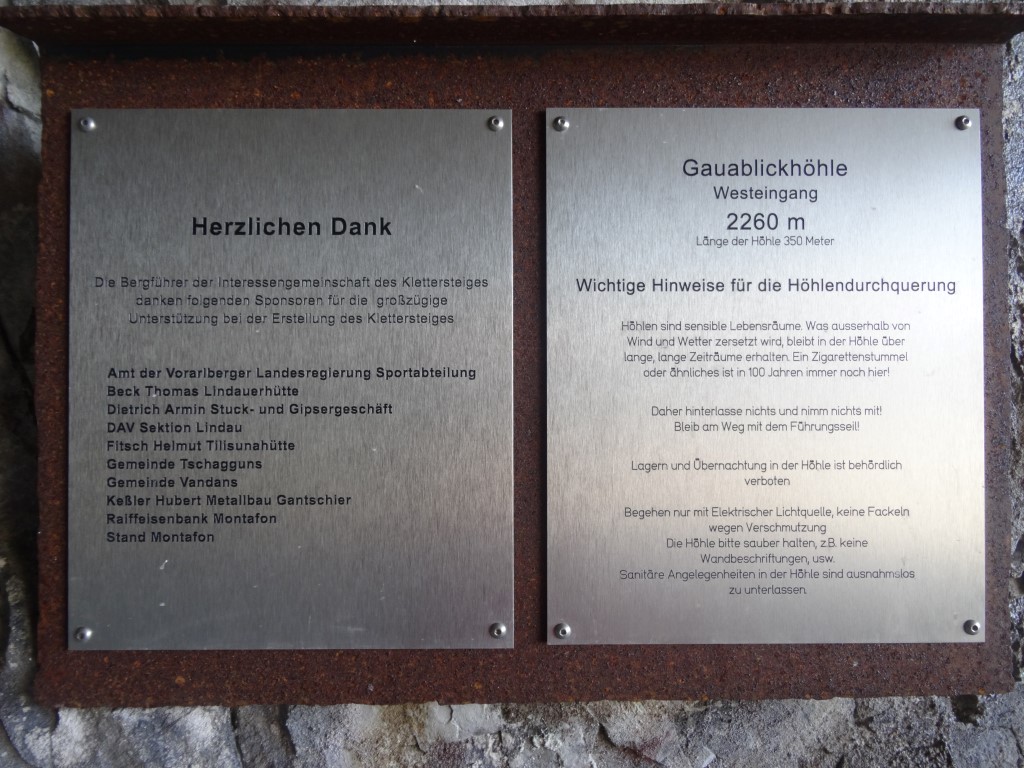 Herzlichen Dank
Die Bergführer der Interessengemeinschaft des Klettersteiges
danken folgenden Sponsoren für die großzügige
Unterstützung bei der Erstellung des Klettersteiges
Amt der Vorarlberger Landesregierung Sportabteilung
Beck Thomas Lindauerhütte
Dietrich Armin Stuck- und Gipsergeschäft
DAV Sektion Lindau
Fitsch Helmut Tilisunahütte
Gemeinde Tschagguns
Gemeinde Vandans
Keßler Hubert Metallbau Gantschier
Raiffeisenbank Montafon
Stand Montafon
Gauablickhöhle
Westeingang
2260 m
Länge der Höhle 350 Meter
Wichtige Hinweise für die Höhlendurchquerung
Höhlen sind sensible Lebensräume. Was ausserhalb von
Wind und Wetter zersetzt wird, bleibt in der Höhle über
lange, lange Zeiträume erhalten. Ein Zigarettenstummel
oder ähnliches ist in 100 Jahren immer noch hier!
Daher hinterlasse nichts und nimm nichts mit!
Bleib am Weg mit dem Führungsseil!
Lagern und Übernachtung in der Höhle ist behördlich
verboten
Begehen nur mit Elektrischer Lichtquelle, keine Fackeln
wegen Verschmutzung
Die Höhle bitte sauber halten, z.B. keine
Wandbeschriftungen, usw.
Sanitäre Angelegenheiten in der Höhle sind ausnahmslos
zu unterlassen.